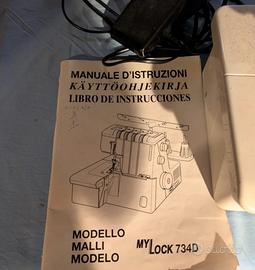 MANUALE D'ISTRUZIONI
KÄYTTÖOHJEKIRJA
LIBRO DE INSTRUCCIONES
MODELLO
MALLI
MODELO
MY LOCK 734D